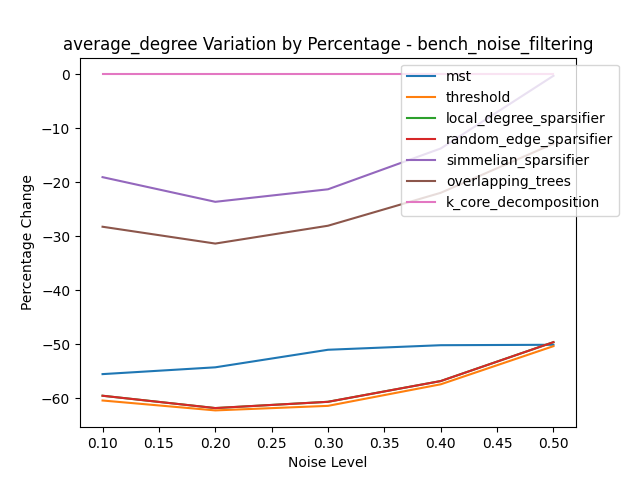 average_degree Variation by Percentage - bench_noise_filtering
0
−10
−20
−30
−40
−50
−60
Percentage Change
mst
threshold
local_degree_sparsifier
random_edge_sparsifier
simmelian_sparsifier
overlapping_trees
k_core_decomposition
0.10 0.15 0.20 0.25 0.30 0.35 0.40 0.45 0.50
Noise Level